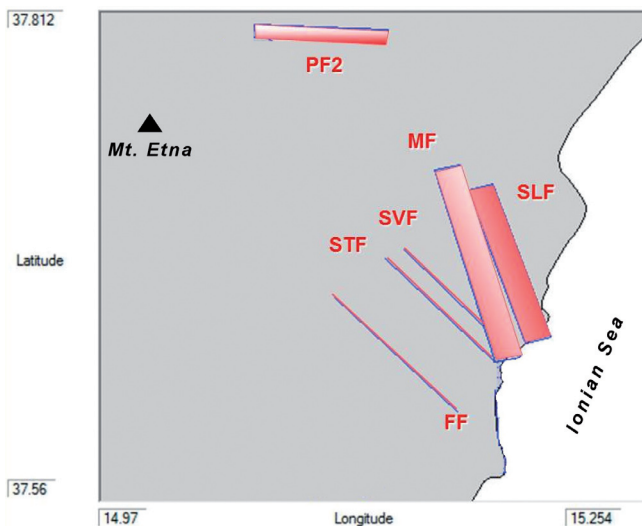 37.812
PF2
Mt. Etna
MF
SLF
SVF
STF
Latitude
Ionian Sea
FF
37.56
14.97
Longitude
15.254